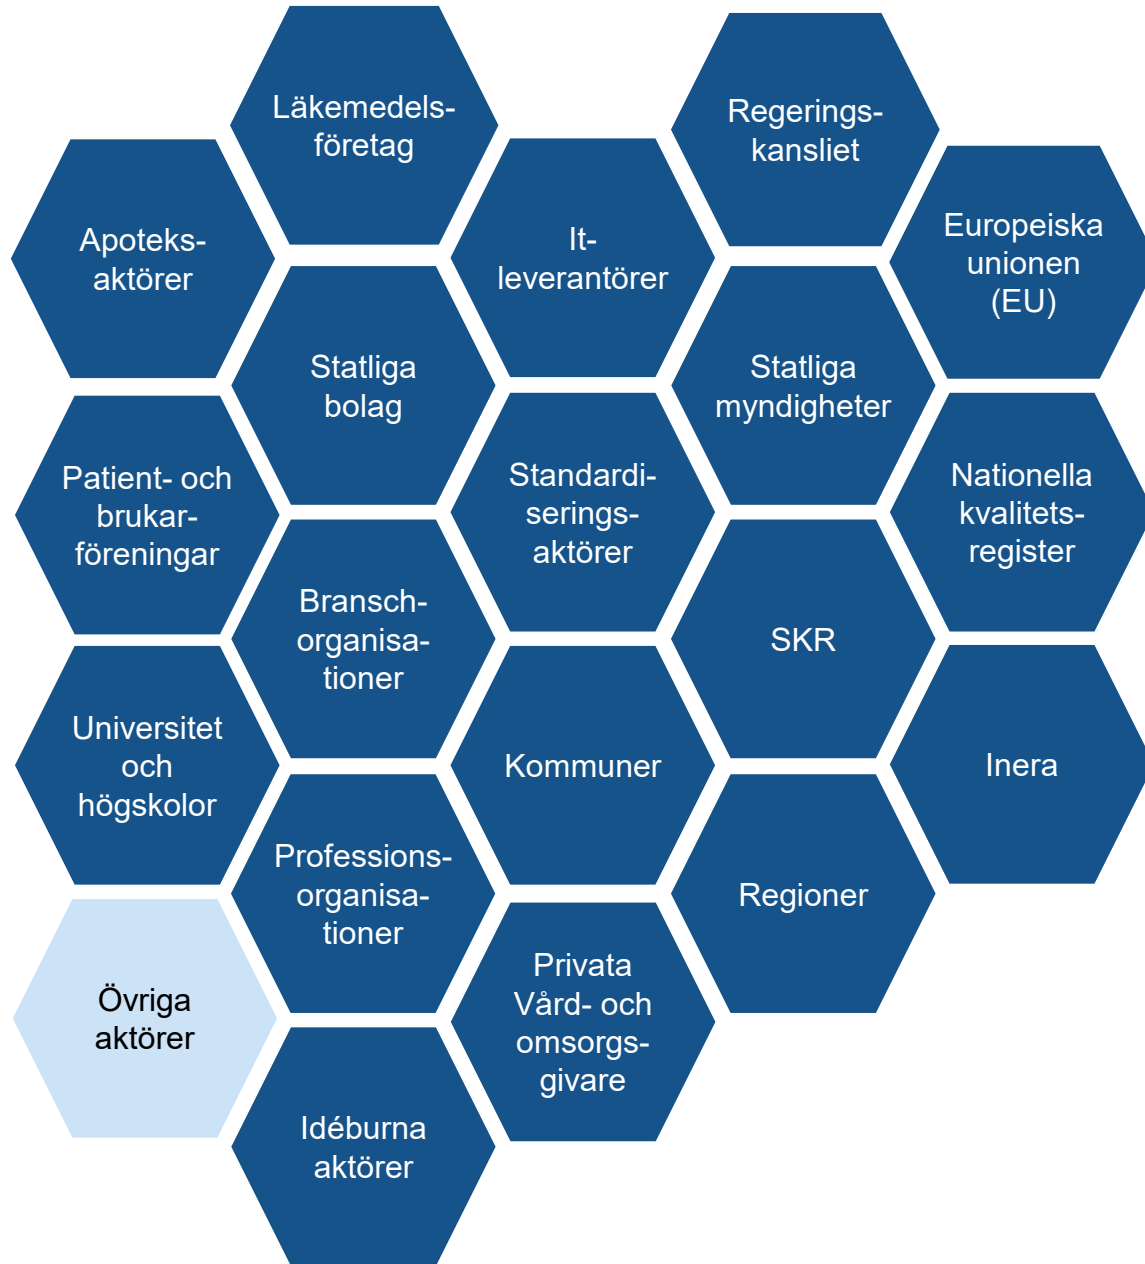 Läkemedels-
företag
Regerings-
kansliet
Apoteks-
aktörer
It-
leverantörer
Europeiska
unionen
(EU)
Statliga
bolag
Statliga
myndigheter
Patient- och
brukar-
föreningar
Standardi-
serings-
aktörer
Nationella
kvalitets-
register
Bransch-
organisa-
tioner
SKR
Universitet
och
högskolor
Kommuner
Inera
Professions-
organisa-
tioner
Regioner
Övriga
aktörer
Privata
Vård- och
omsorgs-
givare
Idéburna
aktörer